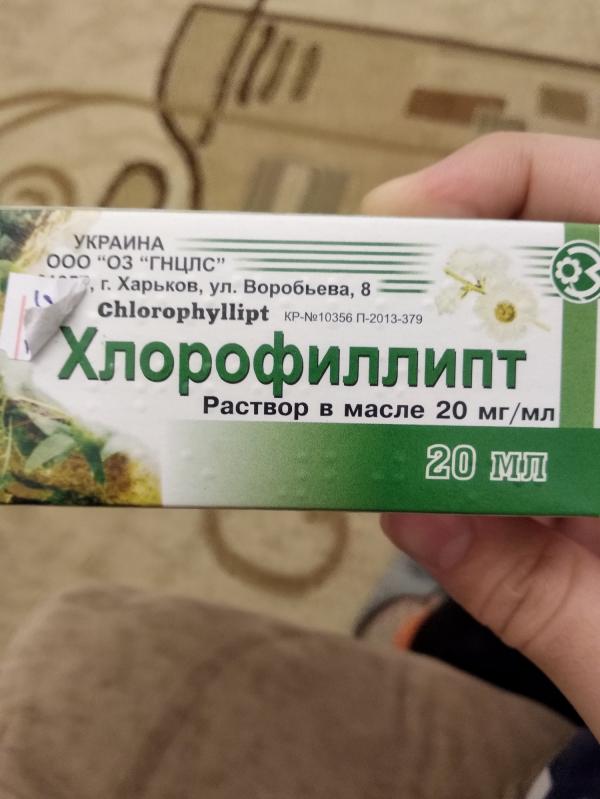 УКРАИНА
ООО "ОЗ "ГНЦЛС"
г. Харьков, ул. Воробьева, 8
Chlorophyllipt КР-№10356 П-2013-379
Хлорофиллипт
Раствор в масле 20 мг/мл
20 мл